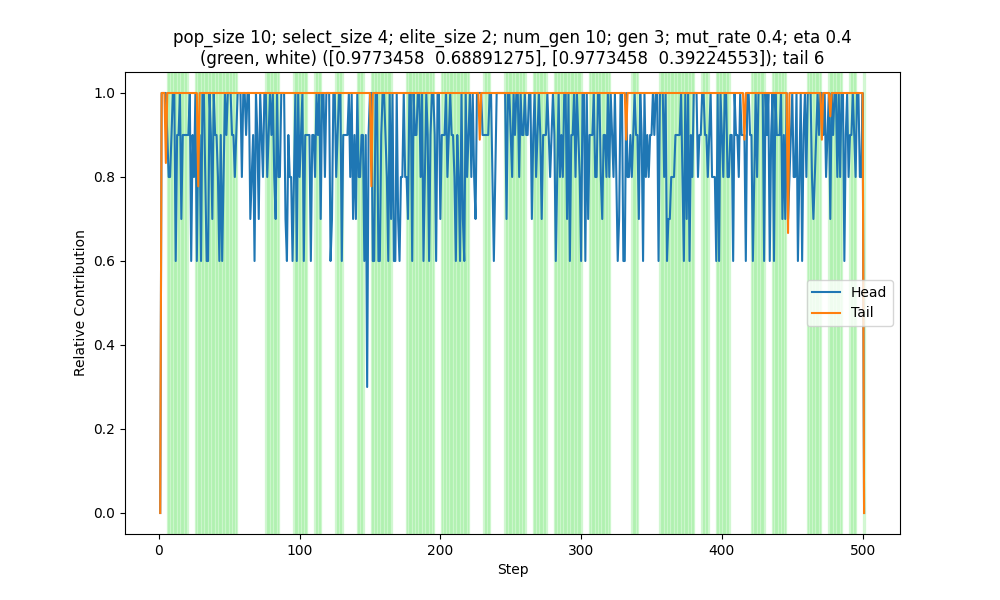 pop_size 10; select_size 4; elite_size 2; num_gen 10; gen 3; mut_rate 0.4; eta 0.4
(green, white) ([0.9773458  0.68891275], [0.9773458  0.39224553]); tail 6
1.0
0.8
0.6
0.4
0.2
0.0
Relative Contribution
Head
Tail
0
100
200
300
400
500
Step